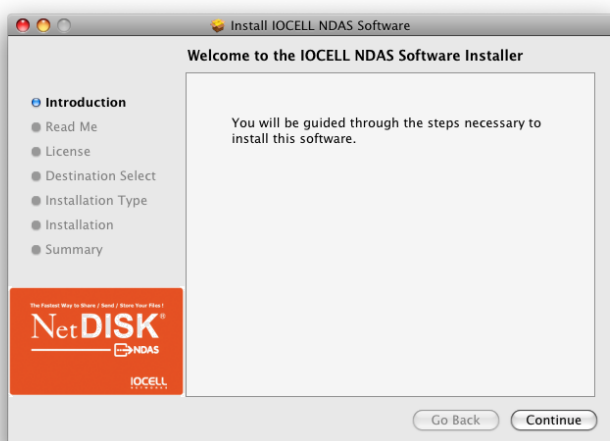 Install IOCELL NDAS Software
Welcome to the IOCELL NDAS Software Installer
Introduction
Read Me
License
Destination Select
Installation Type
Installation
Summary
You will be guided through the steps necessary to
install this software.
The Fastest Way to Share / Send / Store Your Files !
NetDISK®
NDAS
IOCELL
NETWORKS
Go Back
Continue